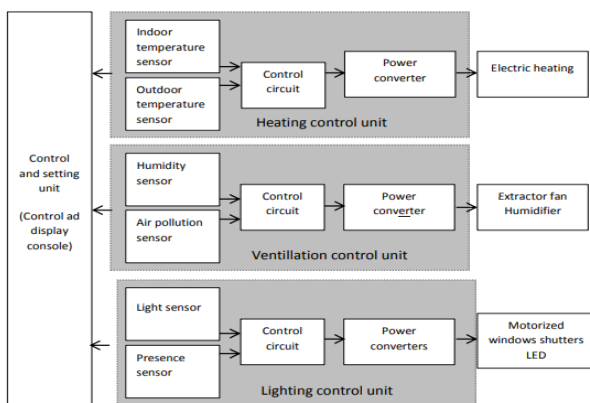 Control
and setting
unit
(Control ad
display
console)
Indoor
temperature
sensor
Outdoor
temperature
sensor
Control
circuit
Power
converter
Electric heating
Heating control unit
Humidity
sensor
Air pollution
sensor
Control
circuit
Power
converter
Extractor fan
Humidifier
Ventillation control unit
Light sensor
Presence
sensor
Control
circuit
Power
converters
Motorized
windows shutters
LED
Lighting control unit